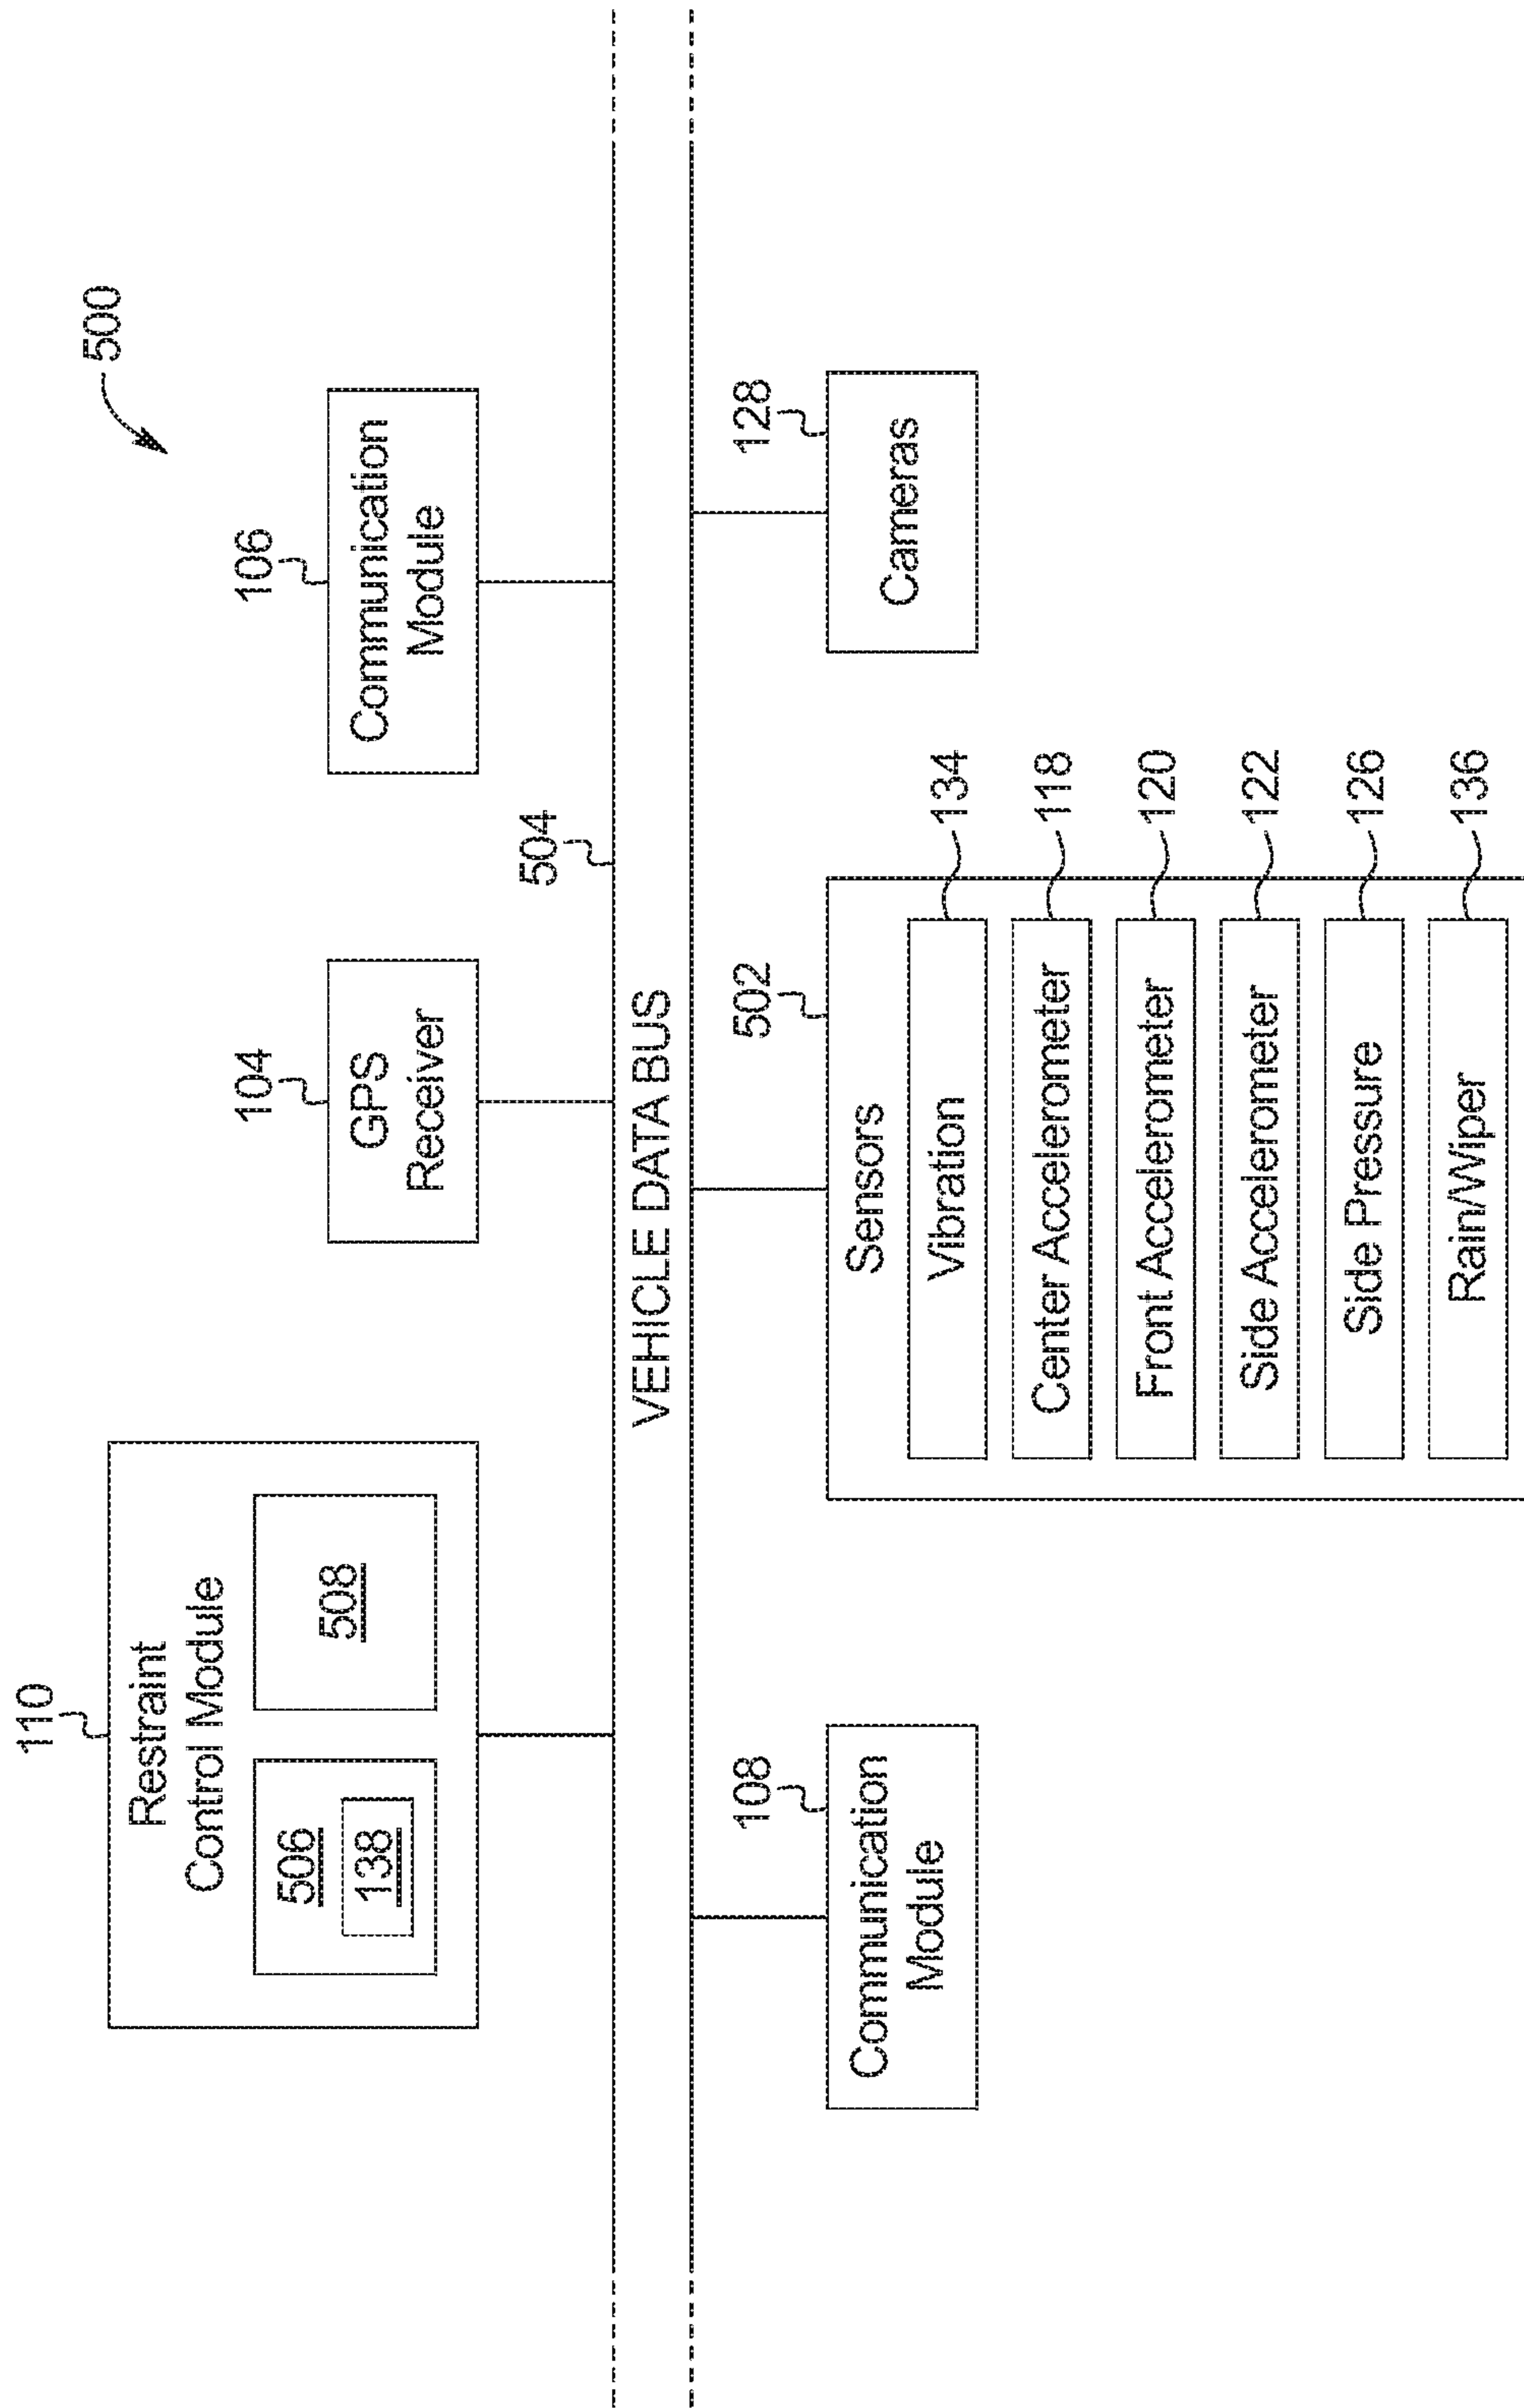 500
110
Restraint
Control Module
506
138
508
104
GPS
Receiver
106
Communication
Module
504
VEHICLE DATA BUS
108
Communication
Module
502
Sensors
Vibration
134
Center Accelerometer
118
Front Accelerometer
120
Side Accelerometer
122
Side Pressure
126
Rain/Wiper
136
128
Cameras